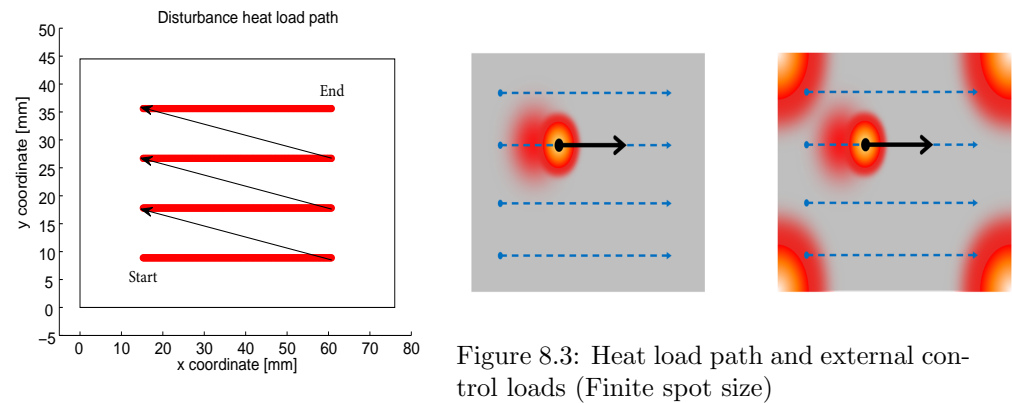 Disturbance heat load path
50
45
40
35
30
25
20
15
10
5
0
−5
y coordinate [mm]
End
Start
0 10 20 30 40 50 60 70 80
x coordinate [mm]
Figure 8.3: Heat load path and external con-
trol loads (Finite spot size)